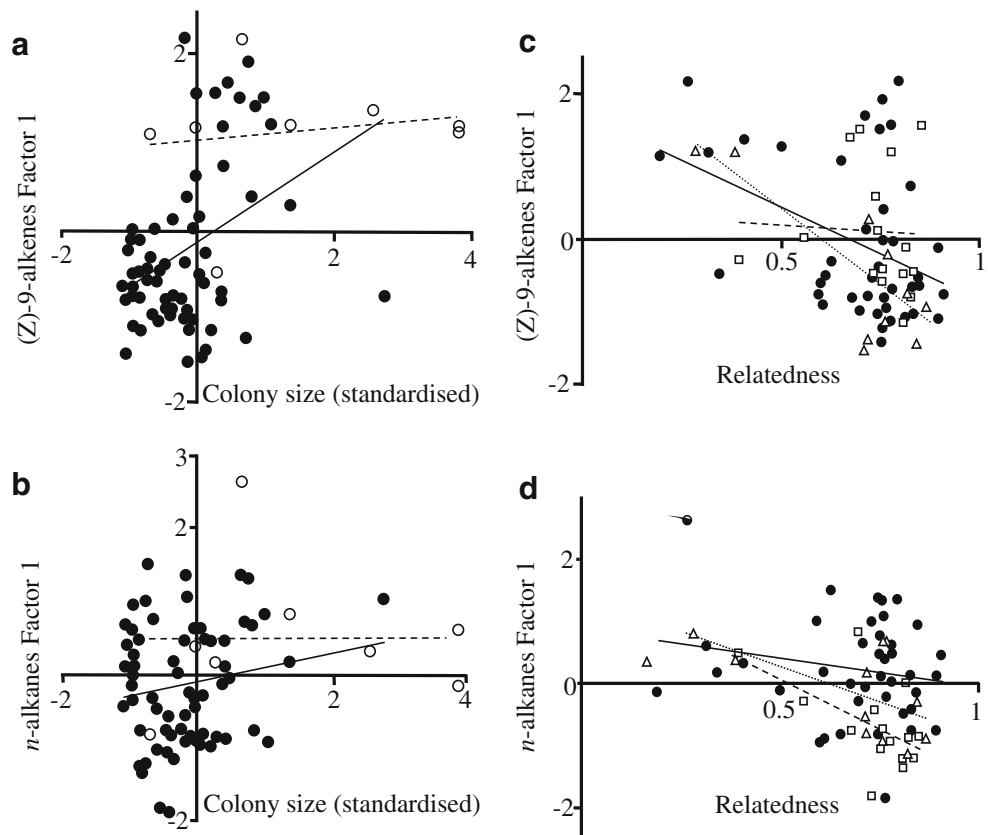 a
(Z)-9-alkenes Factor 1
2
-2
2
4
-2
Colony size (standardised)
c
(Z)-9-alkenes Factor 1
2
0
0.5
1
-2
Relatedness
b
n-alkanes Factor 1
3
2
-2
0
2
4
-2
Colony size (standardised)
d
n-alkanes Factor 1
2
0
0.5
1
-2
Relatedness